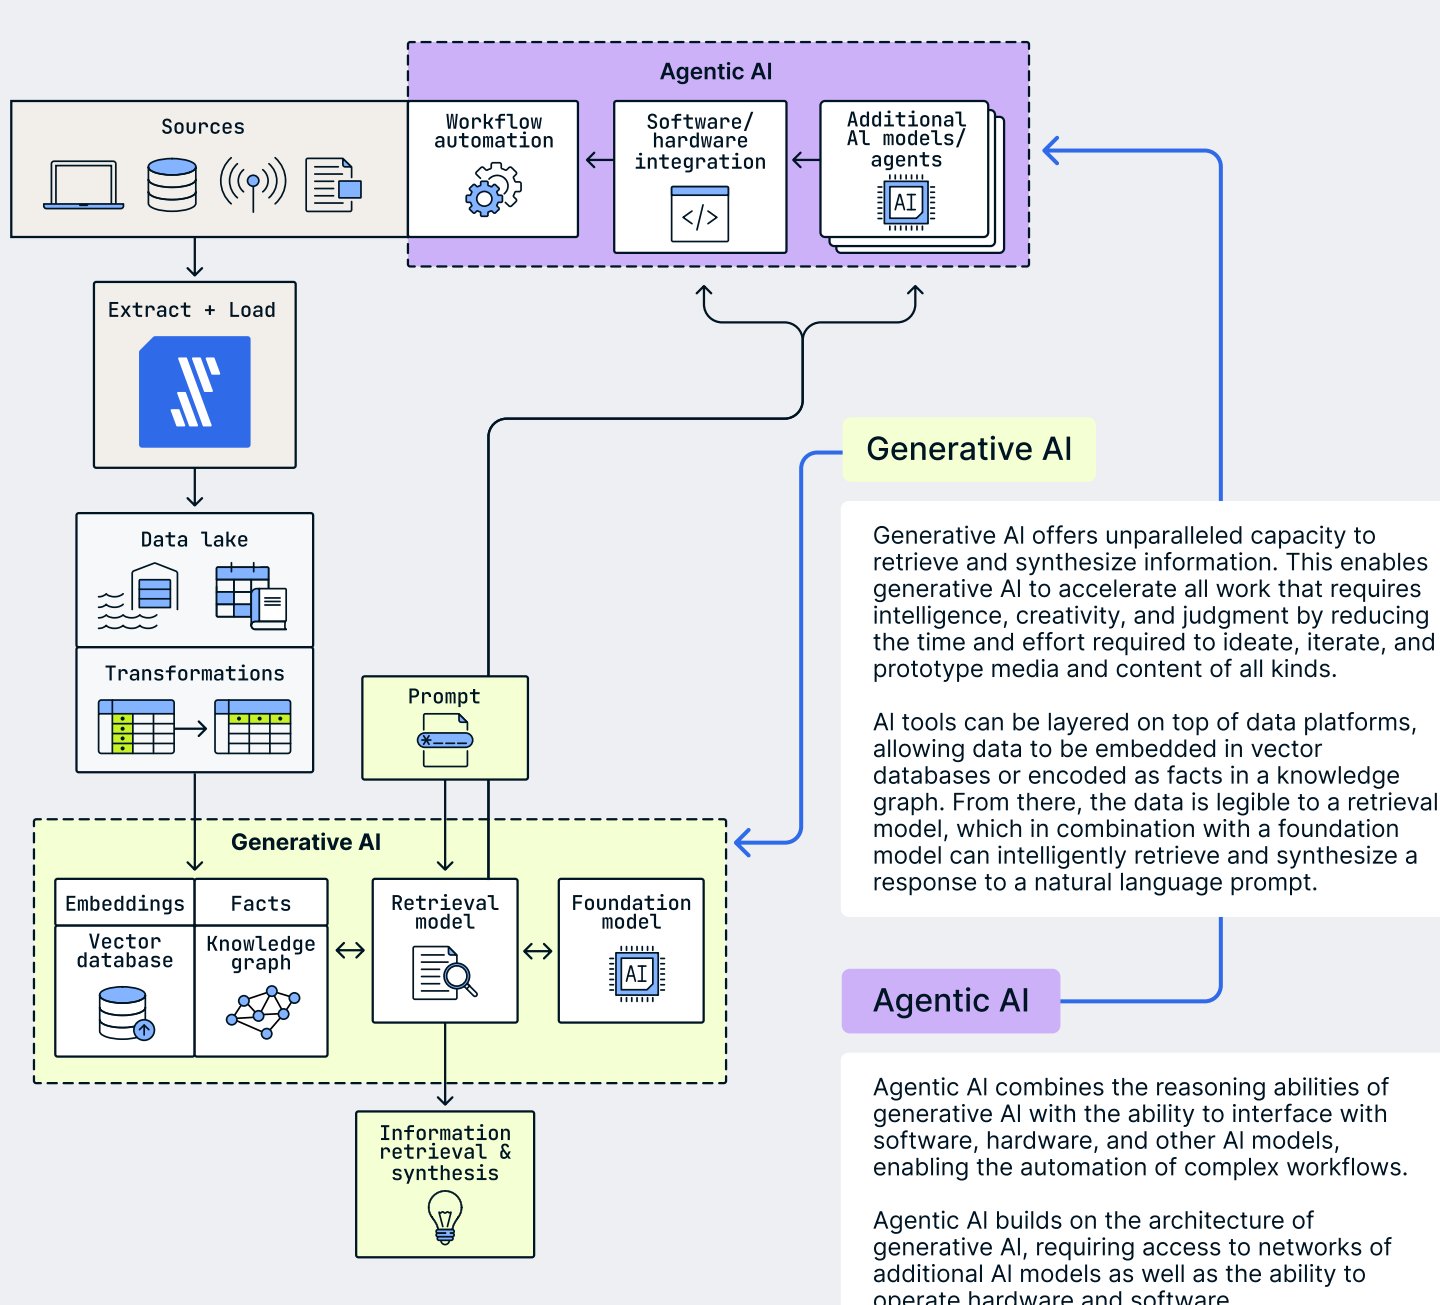 Agentic AI
Sources
Workflow
automation
Software/
hardware
integration
Additional
AI models/
agents
AI
</>
Extract + Load
Data lake
Transformations
Prompt
*____
Generative AI
Embeddings
Facts
Vector
database
Knowledge
graph
Retrieval
model
Foundation
model
AI
Information
retrieval &
synthesis
Generative AI
Generative AI offers unparalleled capacity to
retrieve and synthesize information. This enables
generative AI to accelerate all work that requires
intelligence, creativity, and judgment by reducing
the time and effort required to ideate, iterate, and
prototype media and content of all kinds.
AI tools can be layered on top of data platforms,
allowing data to be embedded in vector
databases or encoded as facts in a knowledge
graph. From there, the data is legible to a retrieval
model, which in combination with a foundation
model can intelligently retrieve and synthesize a
response to a natural language prompt.
Agentic AI
Agentic AI combines the reasoning abilities of
generative AI with the ability to interface with
software, hardware, and other AI models,
enabling the automation of complex workflows.
Agentic AI builds on the architecture of
generative AI, requiring access to networks of
additional AI models as well as the ability to
operate hardware and software.